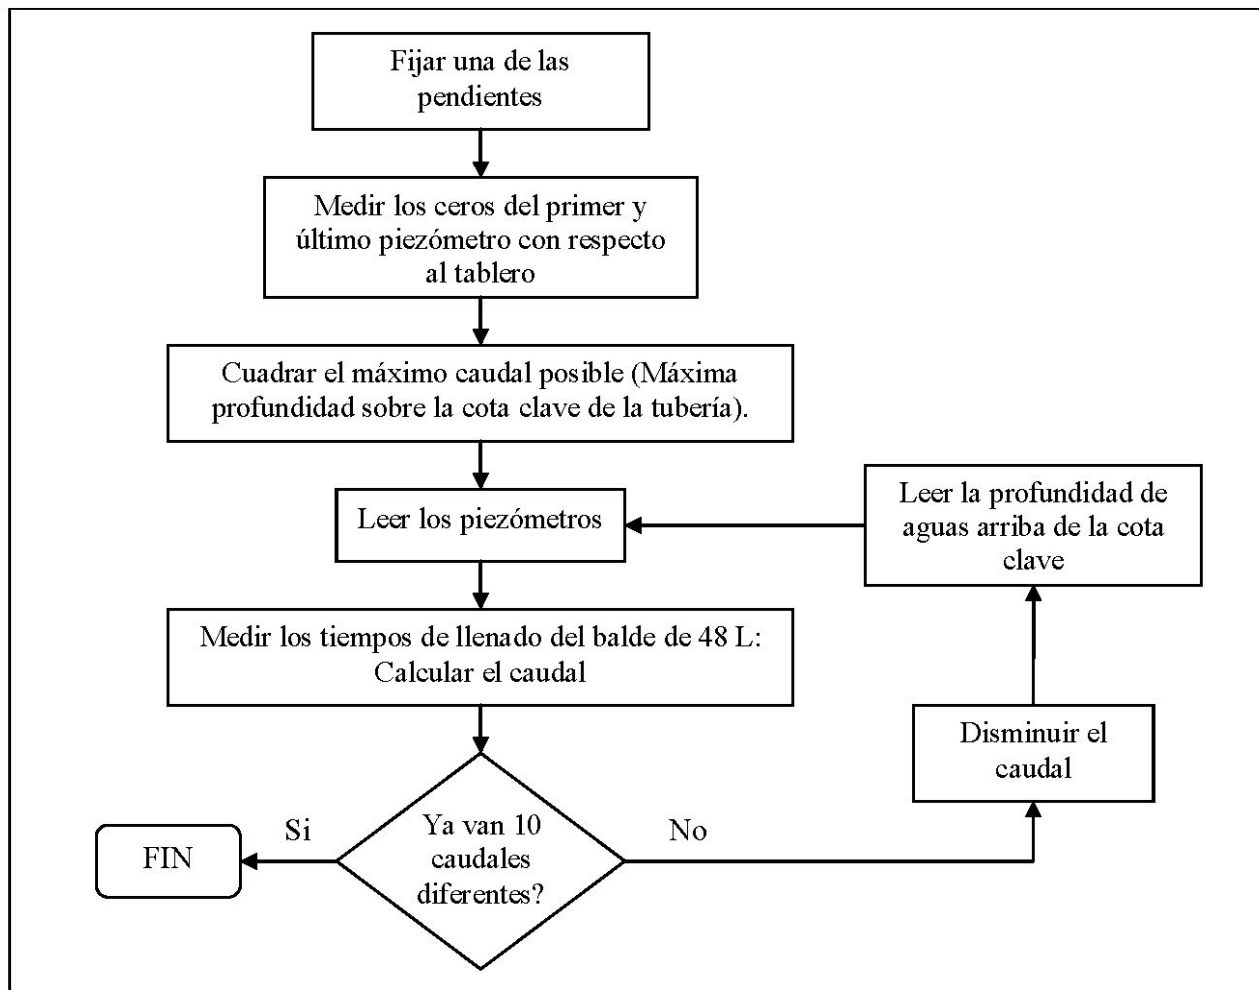 Fijar una de las
pendientes
Medir los ceros del primer y
último piezómetro con respecto
al tablero
Cuadrar el máximo caudal posible (Máxima
profundidad sobre la cota clave de la tubería).
Leer los piezómetros
Leer la profundidad de
aguas arriba de la cota
clave
Medir los tiempos de llenado del balde de 48 L:
Calcular el caudal
Disminuir el
caudal
Ya van 10
caudales
diferentes?
Si
No
FIN